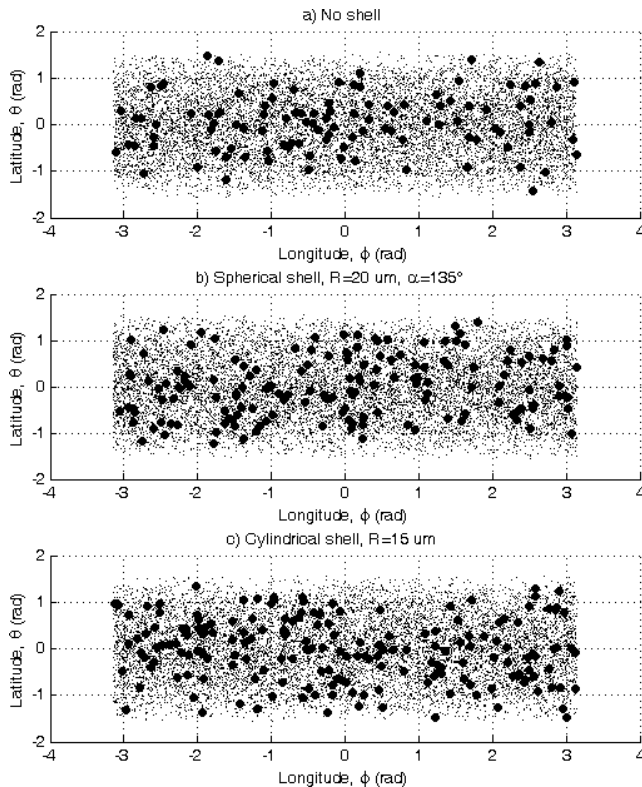 a) No shell
2
1
0
-1
-2
Latitude, θ (rad)
-4 -3 -2 -1 0 1 2 3 4
Longitude, ϕ (rad)
b) Spherical shell, R=20 um, α=135°
2
1
0
-1
-2
Latitude, θ (rad)
-4 -3 -2 -1 0 1 2 3 4
Longitude, ϕ (rad)
c) Cylindrical shell, R=15 um
2
1
0
-1
-2
Latitude, θ (rad)
-4 -3 -2 -1 0 1 2 3 4
Longitude, ϕ (rad)